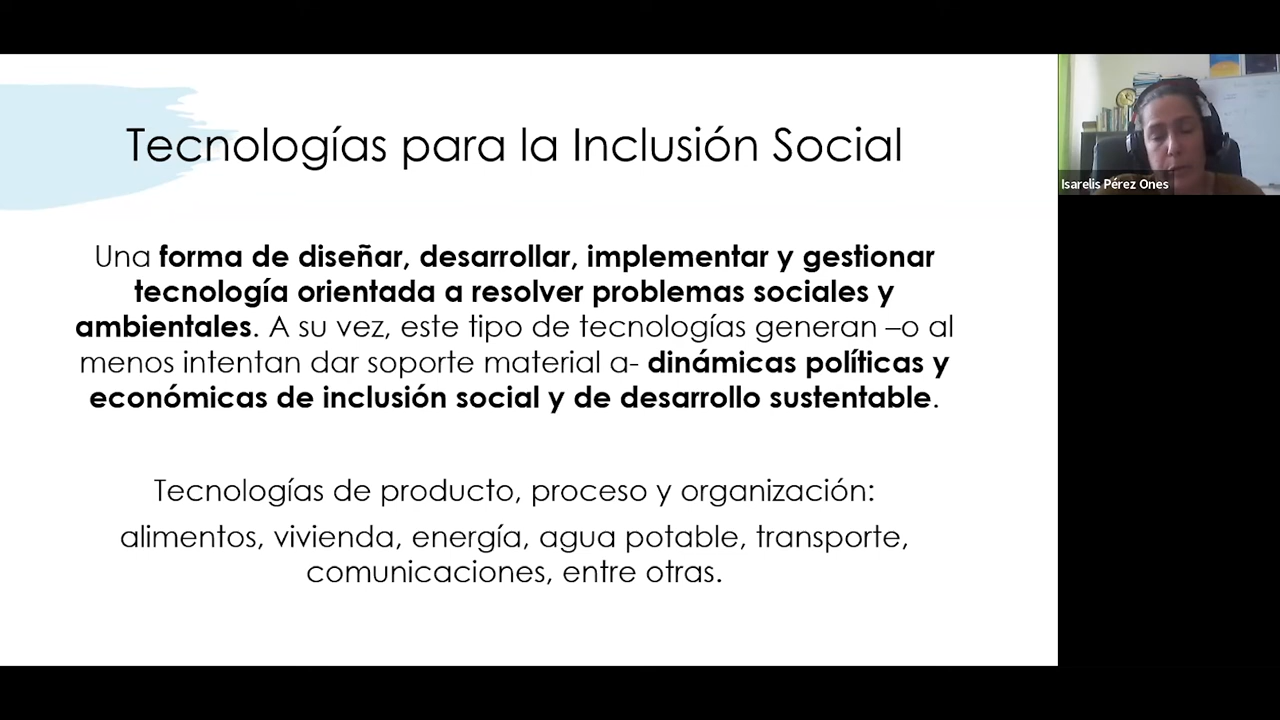 Tecnologías para la Inclusión Social
Una forma de diseñar, desarrollar, implementar y gestionar
tecnología orientada a resolver problemas sociales y
ambientales. A su vez, este tipo de tecnologías generan –o al
menos intentan dar soporte material a- dinámicas políticas y
económicas de inclusión social y de desarrollo sustentable.
Tecnologías de producto, proceso y organización:
alimentos, vivienda, energía, agua potable, transporte,
comunicaciones, entre otras.
Isarelis Pérez Ones